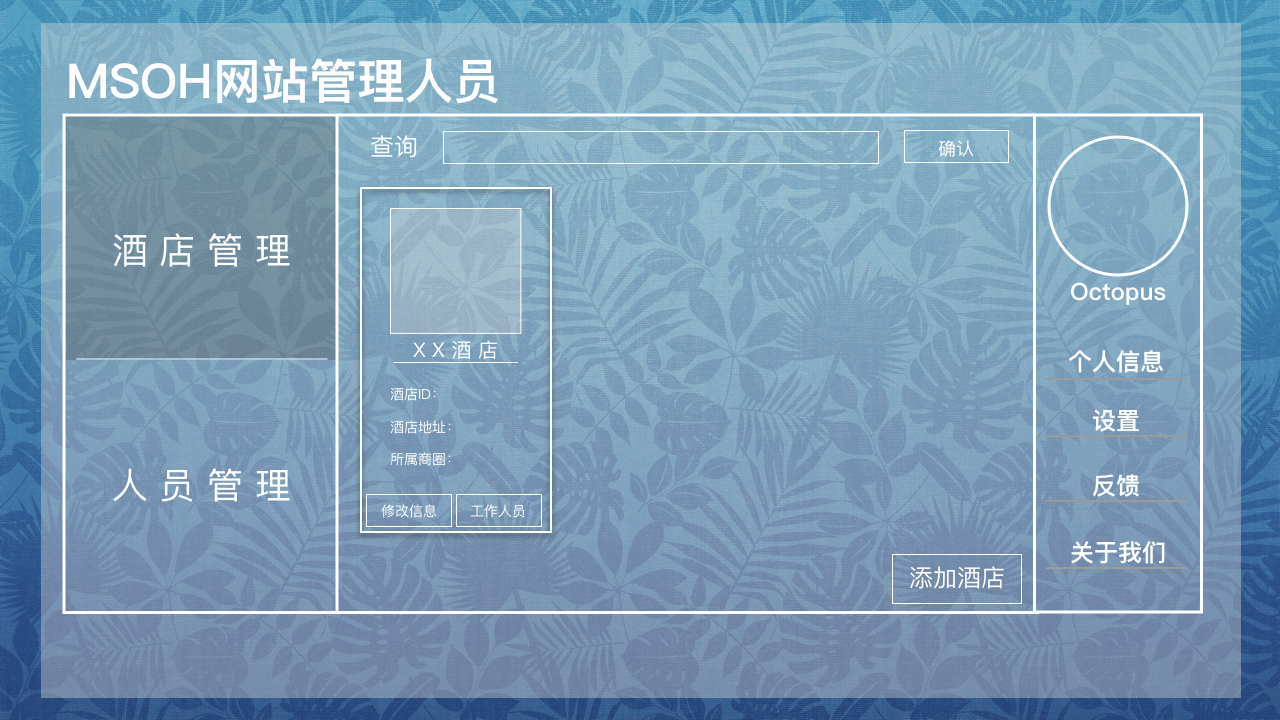 MSOH网站管理人员
酒店管理
人员管理
查询
确认
XX酒店
酒店ID：
酒店地址：
所属商圈：
修改信息
工作人员
添加酒店
Octopus
个人信息
设置
反馈
关于我们